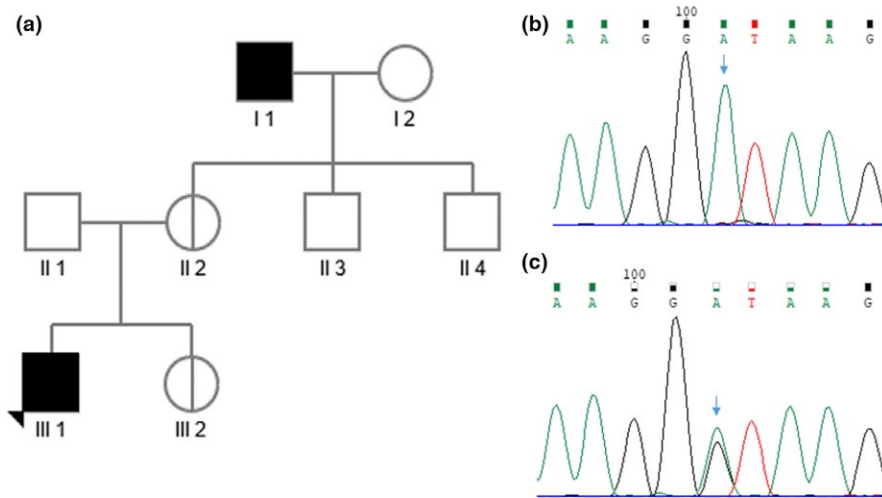 (a)
I 1
I 2
II 1
II 2
II 3
II 4
III 1
III 2
(b)
100
A A G G A T A A G
(c)
100
A A G G A T A A G